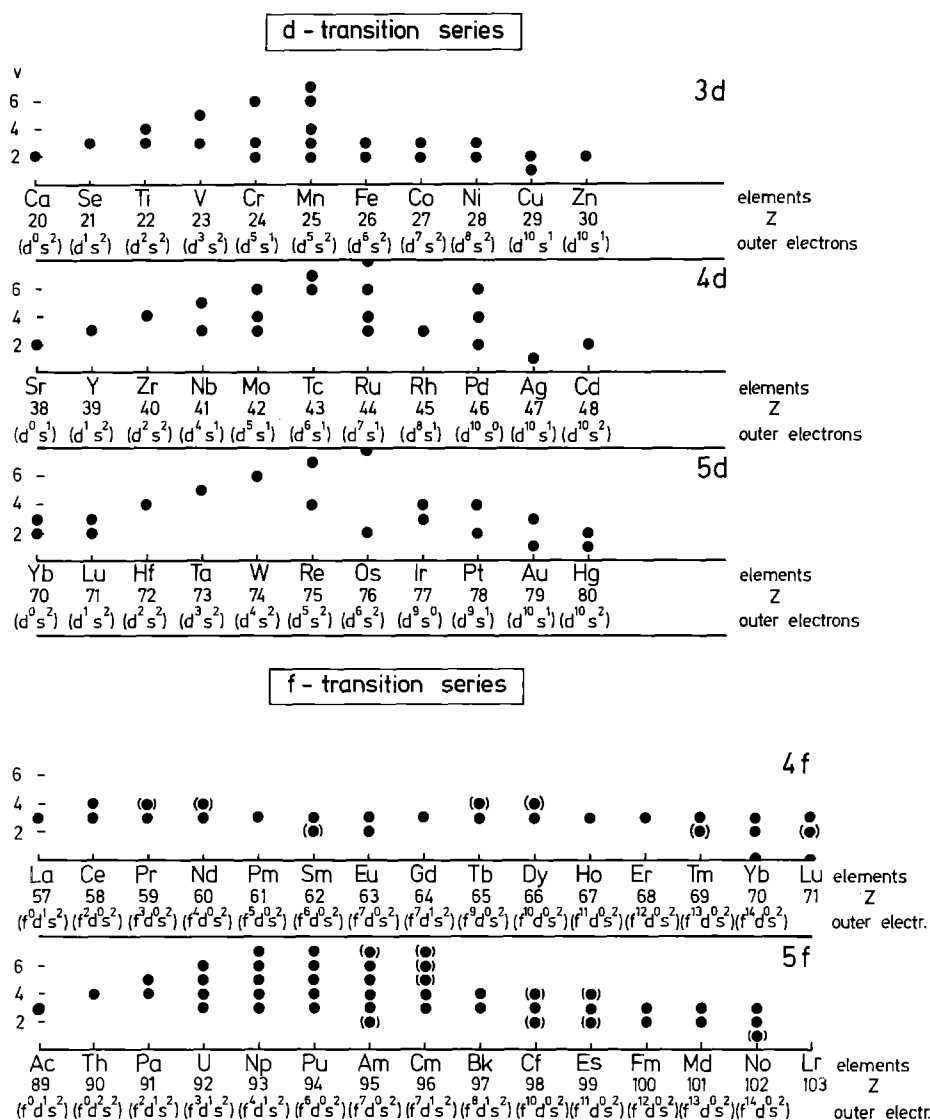 d - transition series
v
3d
6
4
2
Ca Se Ti V Cr Mn Fe Co Ni Cu Zn elements
20 21 22 23 24 25 26 27 28 29 30 Z
(d⁰s²) (d¹s²) (d²s²) (d³s²) (d⁵s¹) (d⁵s²) (d⁶s²) (d⁷s²) (d⁸s²) (d¹⁰s¹ (d¹⁰s¹) outer electrons
4d
6
4
2
Sr Y Zr Nb Mo Tc Ru Rh Pd Ag Cd elements
38 39 40 41 42 43 44 45 46 47 48 Z
(d⁰s¹) (d¹s²) (d²s²) (d⁴s¹) (d⁵s¹) (d⁶s¹) (d⁷s¹) (d⁸s¹) (d¹⁰s⁰) (d¹⁰s¹) (d¹⁰s²) outer electrons
5d
6
4
2
Yb Lu Hf Ta W Re Os Ir Pt Au Hg elements
70 71 72 73 74 75 76 77 78 79 80 Z
(d⁰s²) (d¹s²) (d²s²) (d³s²) (d⁴s²) (d⁵s²) (d⁶s²) (d⁹s⁰) (d⁹s¹) (d¹⁰s¹) (d¹⁰s²) outer electrons
f - transition series
4f
6
4
2
La Ce Pr Nd Pm Sm Eu Gd Tb Dy Ho Er Tm Yb Lu elements
57 58 59 60 61 62 63 64 65 66 67 68 69 70 71 Z
(f⁰d¹s²) (f²d⁰s²) (f³d⁰s²) (f⁴d⁰s²) (f⁵d⁰s²) (f⁶d⁰s²) (f⁷d⁰s²) (f⁷d¹s²) (f⁹d⁰s²) (f¹⁰d⁰s²) (f¹¹d⁰s²) (f¹²d⁰s²) (f¹³d⁰s²) (f¹⁴d⁰s²) outer electr.
5f
6
4
2
Ac Th Pa U Np Pu Am Cm Bk Cf Es Fm Md No Lr elements
89 90 91 92 93 94 95 96 97 98 99 100 101 102 103 Z
(f⁰d¹s²) (f⁰d²s²) (f²d¹s²) (f³d¹s²) (f⁴d¹s²) (f⁶d⁰s²) (f⁷d⁰s²) (f⁷d¹s²) (f⁸d¹s²) (f¹⁰d⁰s²) (f¹¹d⁰s²) (f¹²d⁰s²) (f¹³d⁰s²) (f¹⁴d⁰s²) outer electr.